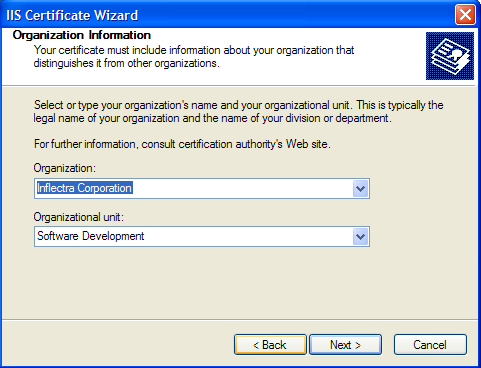 IIS Certificate Wizard
Organization Information
Your certificate must include information about your organization that
distinguishes it from other organizations.
Select or type your organization's name and your organizational unit. This is typically the
legal name of your organization and the name of your division or department.
For further information, consult certification authority's Web site.
Organization:
Inflectra Corporation
Organizational unit:
Software Development
< Back Next > Cancel